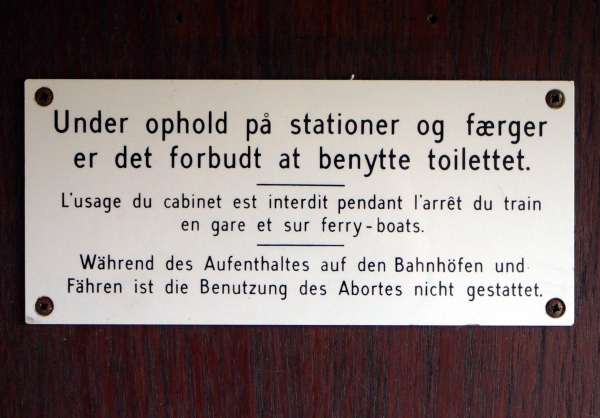 Under ophold på stationer og færger
er det forbudt at benytte toilettet.
L'usage du cabinet est interdit pendant l'arrêt du train
en gare et sur ferry-boats.
Während des Aufenthaltes auf den Bahnhöfen und
Fähren ist die Benutzung des Abortes nicht gestattet.